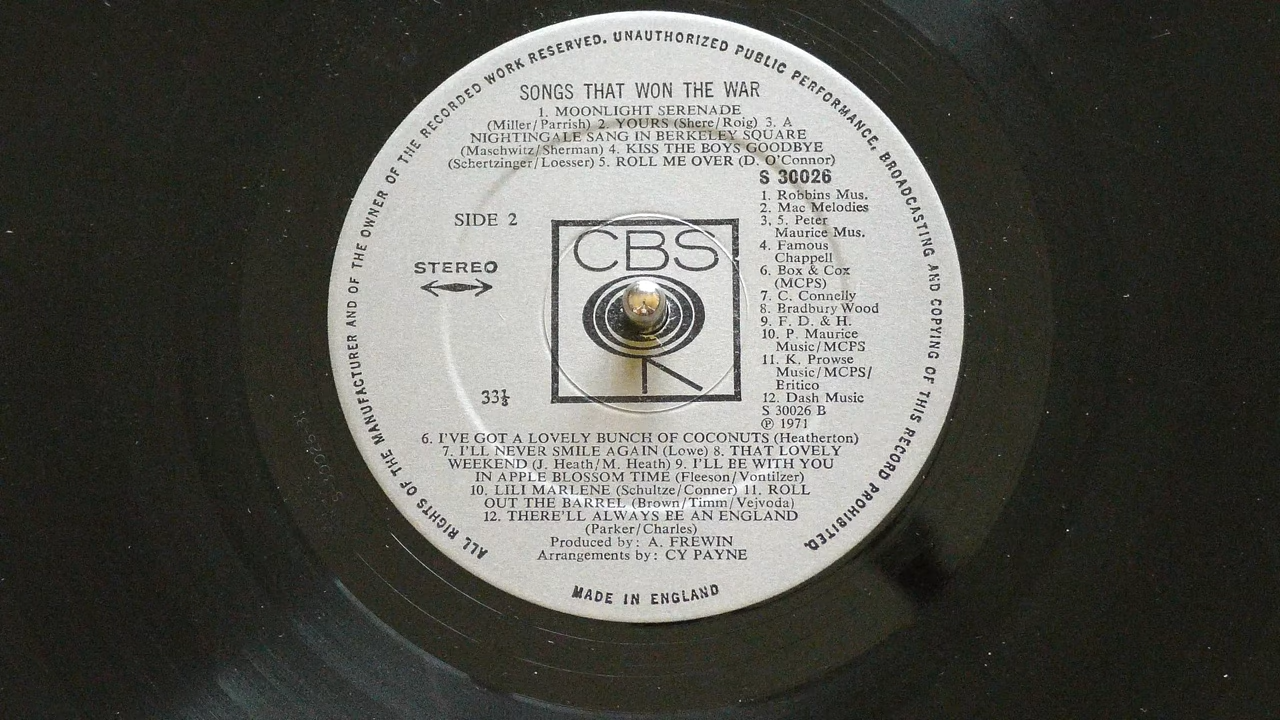 ALL RIGHTS OF THE MANUFACTURER AND OF THE OWNER OF THE RECORDED WORK RESERVED. UNAUTHORIZED PUBLIC PERFORMANCE, BROADCASTING AND COPYING OF THIS RECORD PROHIBITED.
SONGS THAT WON THE WAR
1. MOONLIGHT SERENADE
(Miller/Parrish) 2. YOURS (Shere/Roig) 3. A
NIGHTINGALE SANG IN BERKELEY SQUARE
(Maschwitz/Sherman) 4. KISS THE BOYS GOODBYE
(Schertzinger/Loesser) 5. ROLL ME OVER (D. O'Connor)
S 30026
SIDE 2
STEREO
33⅓
CBS
1. Robbins Mus.
2. Mac Melodies
3, 5. Peter
Maurice Mus.
4. Famous
Chappell
6. Box & Cox
(MCPS)
7. C. Connelly
8. Bradbury Wood
9. F. D. & H.
10. P. Maurice
Music/MCPS
11. K. Prowse
Music/MCPS/
Eritico
12. Dash Music
S 30026 B
℗ 1971
6. I'VE GOT A LOVELY BUNCH OF COCONUTS (Heatherton)
7. I'LL NEVER SMILE AGAIN (Lowe) 8. THAT LOVELY
WEEKEND (J. Heath/M. Heath) 9. I'LL BE WITH YOU
IN APPLE BLOSSOM TIME (Fleeson/Vontilzer)
10. LILI MARLENE (Schultze/Conner) 11. ROLL
OUT THE BARREL (Brown/Timm/Vejvoda)
12. THERE'LL ALWAYS BE AN ENGLAND
(Parker/Charles)
Produced by: A. FREWIN
Arrangements by: CY PAYNE
MADE IN ENGLAND